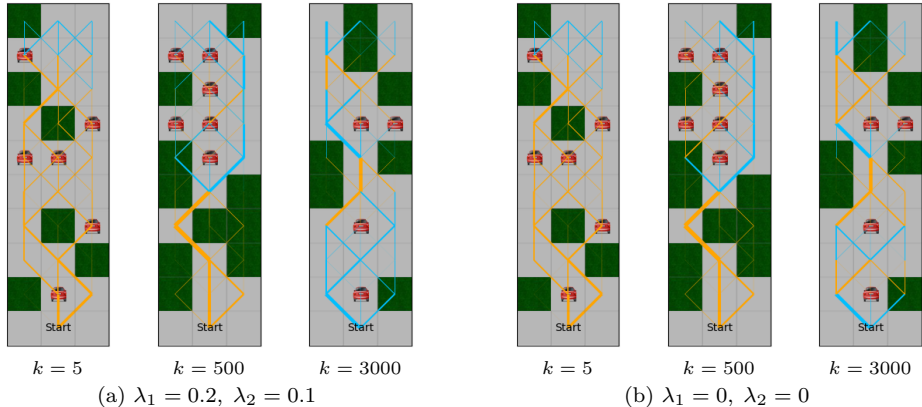 Start Start Start Start Start Start
k = 5 k = 500 k = 3000 k = 5 k = 500 k = 3000
(a) λ₁ = 0.2, λ₂ = 0.1 (b) λ₁ = 0, λ₂ = 0